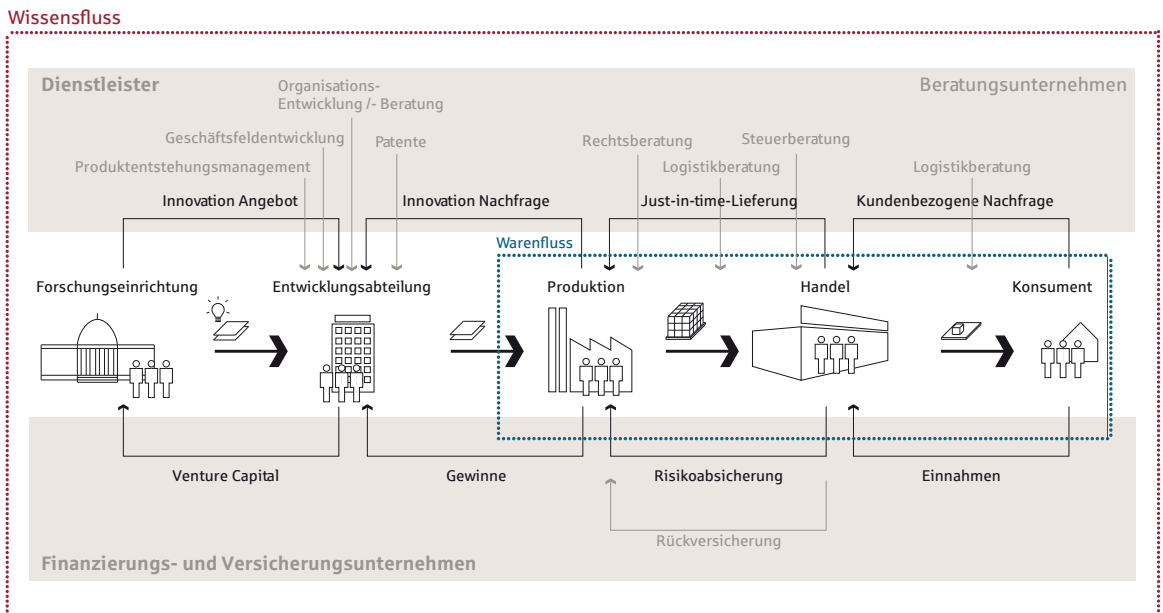 Wissensfluss
Dienstleister
Beratungsunternehmen
Organisations-
Entwicklung /- Beratung
Geschäftsfeldentwicklung
Patente
Rechtsberatung
Steuerberatung
Produktentstehungsmanagement
Logistikberatung
Logistikberatung
Innovation Angebot
Innovation Nachfrage
Just-in-time-Lieferung
Kundenbezogene Nachfrage
Warenfluss
Forschungseinrichtung
Entwicklungsabteilung
Produktion
Handel
Konsument
Venture Capital
Gewinne
Risikoabsicherung
Einnahmen
Rückversicherung
Finanzierungs- und Versicherungsunternehmen